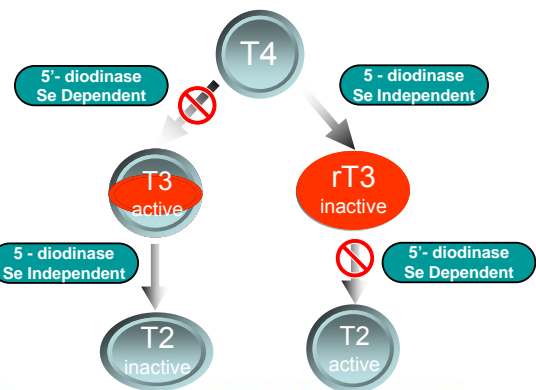 T4
5'- diodinase
Se Dependent
5 - diodinase
Se Independent
T3
active
rT3
inactive
5 - diodinase
Se Independent
5'- diodinase
Se Dependent
T2
inactive
T2
active